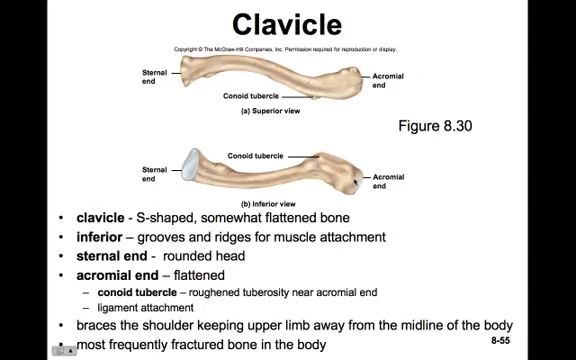 Clavicle
Copyright © The McGraw-Hill Companies, Inc. Permission required for reproduction or display.
Sternal
end
Acromial
end
Conoid tubercle
(a) Superior view
Figure 8.30
Conoid tubercle
Sternal
end
Acromial
end
(b) Inferior view
• clavicle - S-shaped, somewhat flattened bone
• inferior – grooves and ridges for muscle attachment
• sternal end - rounded head
• acromial end – flattened
– conoid tubercle – roughened tuberosity near acromial end
– ligament attachment
• braces the shoulder keeping upper limb away from the midline of the body
• most frequently fractured bone in the body
8-55